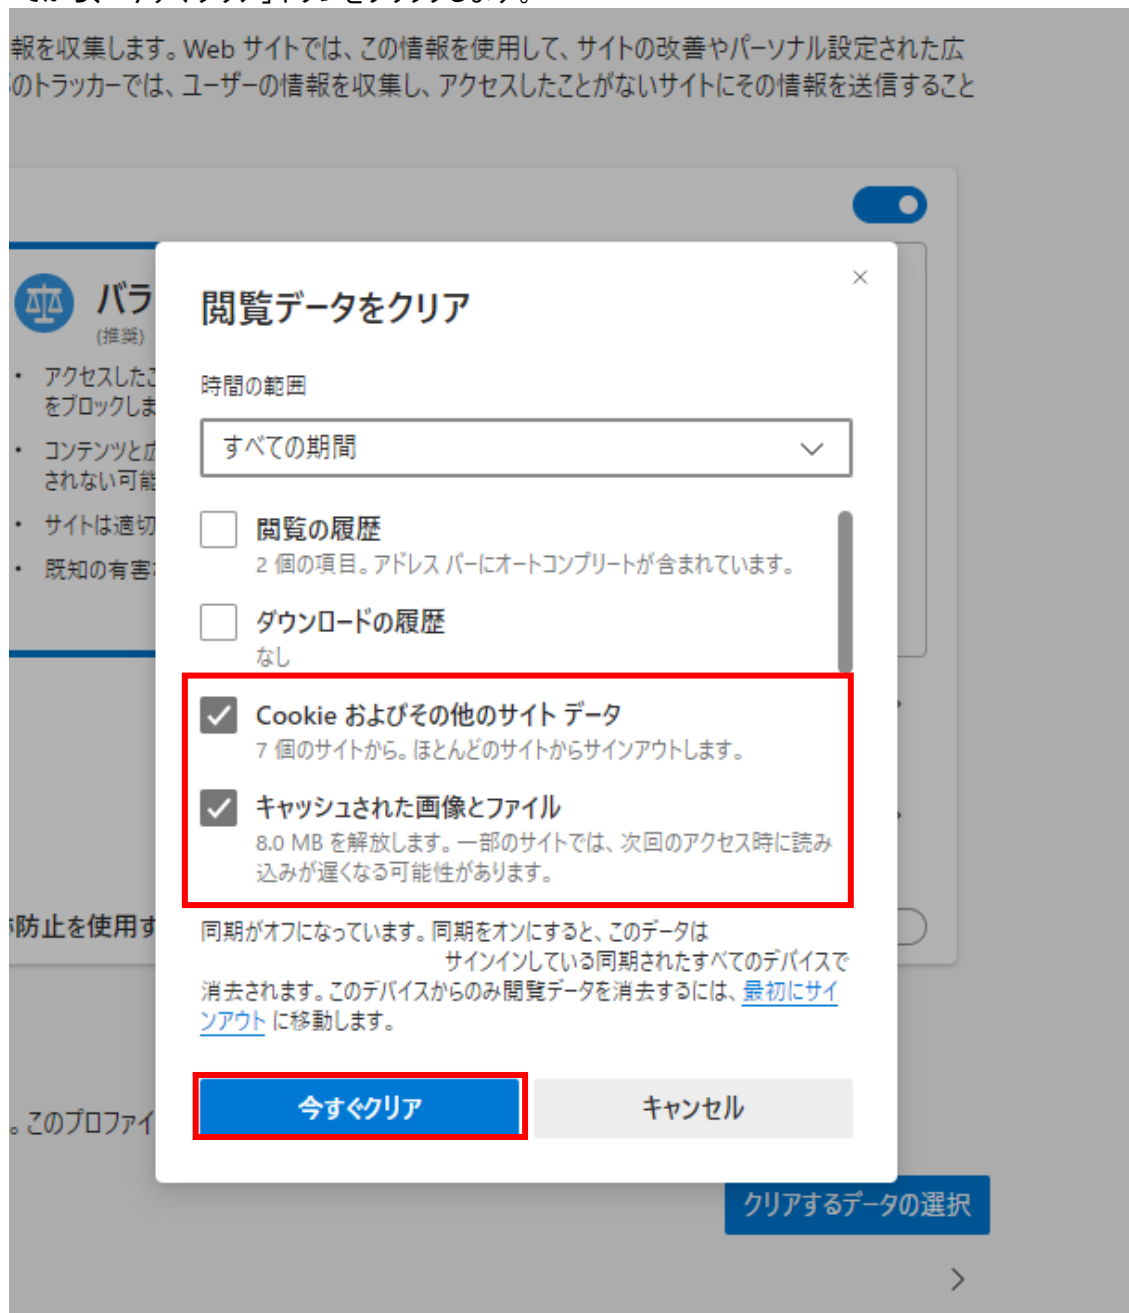 報を収集します。Web サイトでは、この情報を使用して、サイトの改善やパーソナル設定された広
のトラッカーでは、ユーザーの情報を収集し、アクセスしたことがないサイトにその情報を送信すること
バラ
(推奨)
• アクセスしたこ
をブロックしま
• コンテンツと広
されない可能
• サイトは適切
• 既知の有害
防止を使用す
。このプロファイ
閲覧データをクリア
時間の範囲
すべての期間
閲覧の履歴
2 個の項目。アドレス バーにオートコンプリートが含まれています。
ダウンロードの履歴
なし
Cookie およびその他のサイト データ
7 個のサイトから。ほとんどのサイトからサインアウトします。
キャッシュされた画像とファイル
8.0 MB を解放します。一部のサイトでは、次回のアクセス時に読み
込みが遅くなる可能性があります。
同期がオフになっています。同期をオンにすると、このデータは
サインインしている同期されたすべてのデバイスで
消去されます。このデバイスからのみ閲覧データを消去するには、最初にサイ
ンアウト に移動します。
今すぐクリア
キャンセル
クリアするデータの選択